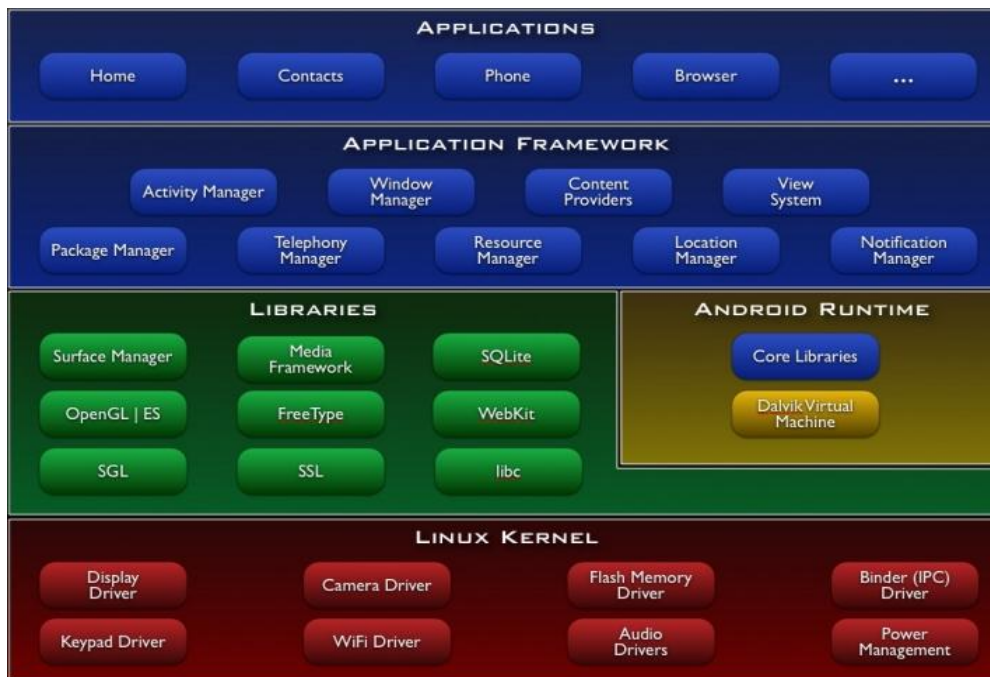 APPLICATIONS
Home
Contacts
Phone
Browser
...
APPLICATION FRAMEWORK
Activity Manager
Window
Manager
Content
Providers
View
System
Package Manager
Telephony
Manager
Resource
Manager
Location
Manager
Notification
Manager
LIBRARIES
Surface Manager
Media
Framework
SQLite
OpenGL | ES
FreeType
WebKit
SGL
SSL
libc
ANDROID RUNTIME
Core Libraries
Dalvik Virtual
Machine
LINUX KERNEL
Display
Driver
Camera Driver
Flash Memory
Driver
Binder (IPC)
Driver
Keypad Driver
WiFi Driver
Audio
Drivers
Power
Management